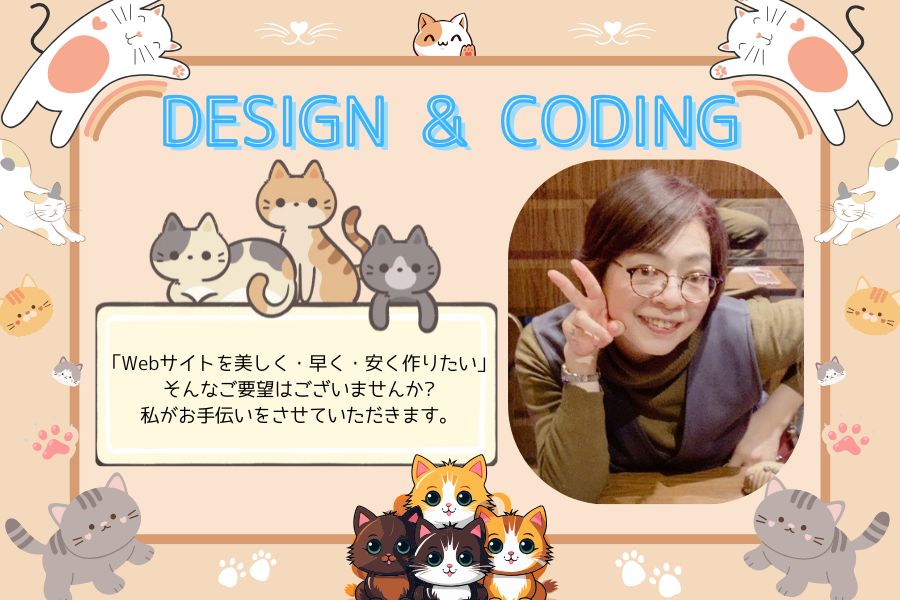 DESIGN & CODING
「Webサイトを美しく・早く・安く作りたい」
そんなご要望はございませんか?
私がお手伝いをさせていただきます。